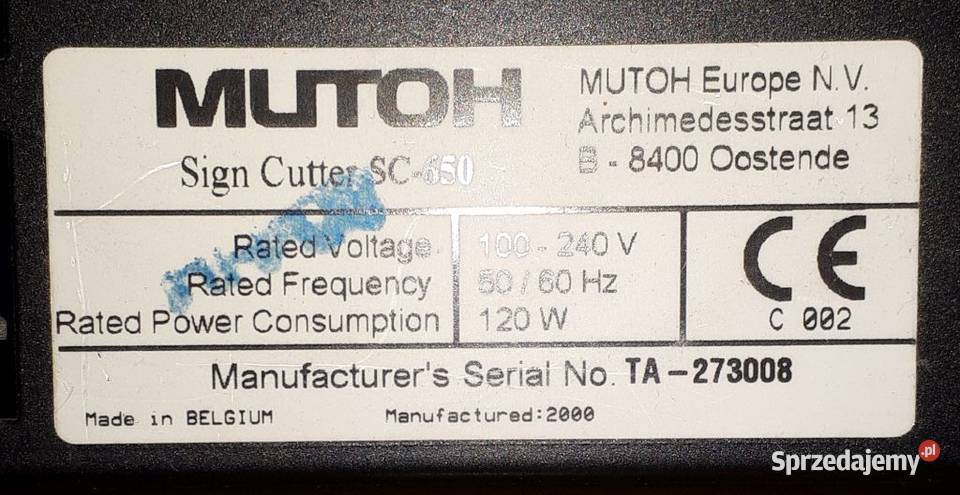 MUTOH
Sign Cutter SC-650
MUTOH Europe N.V.
Archimedesstraat 13
B - 8400 Oostende
Rated Voltage 100 - 240 V
Rated Frequency 50 / 60 Hz
Rated Power Consumption 120 W
CE
C 002
Manufacturer's Serial No. TA-273008
Made in BELGIUM Manufactured:2000
Sprzedajemy.pl